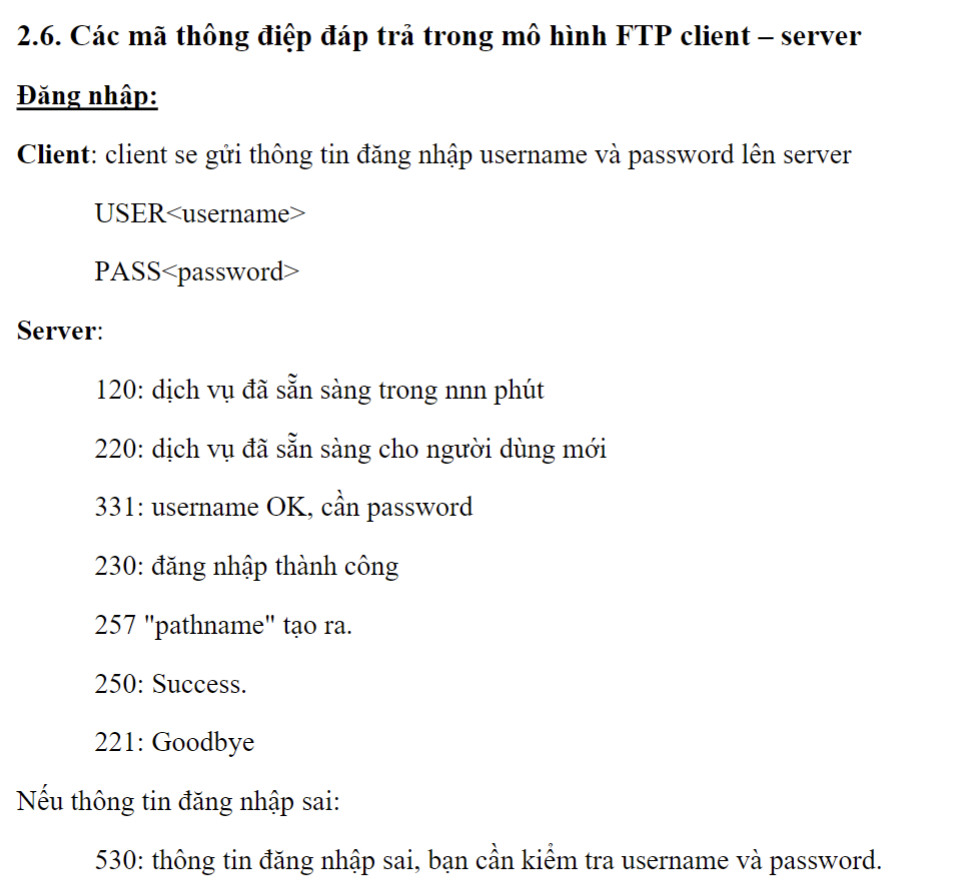 2.6. Các mã thông điệp đáp trả trong mô hình FTP client – server
Đăng nhập:
Client: client se gửi thông tin đăng nhập username và password lên server
USER<username>
PASS<password>
Server:
120: dịch vụ đã sẵn sàng trong nnn phút
220: dịch vụ đã sẵn sàng cho người dùng mới
331: username OK, cần password
230: đăng nhập thành công
257 "pathname" tạo ra.
250: Success.
221: Goodbye
Nếu thông tin đăng nhập sai:
530: thông tin đăng nhập sai, bạn cần kiểm tra username và password.